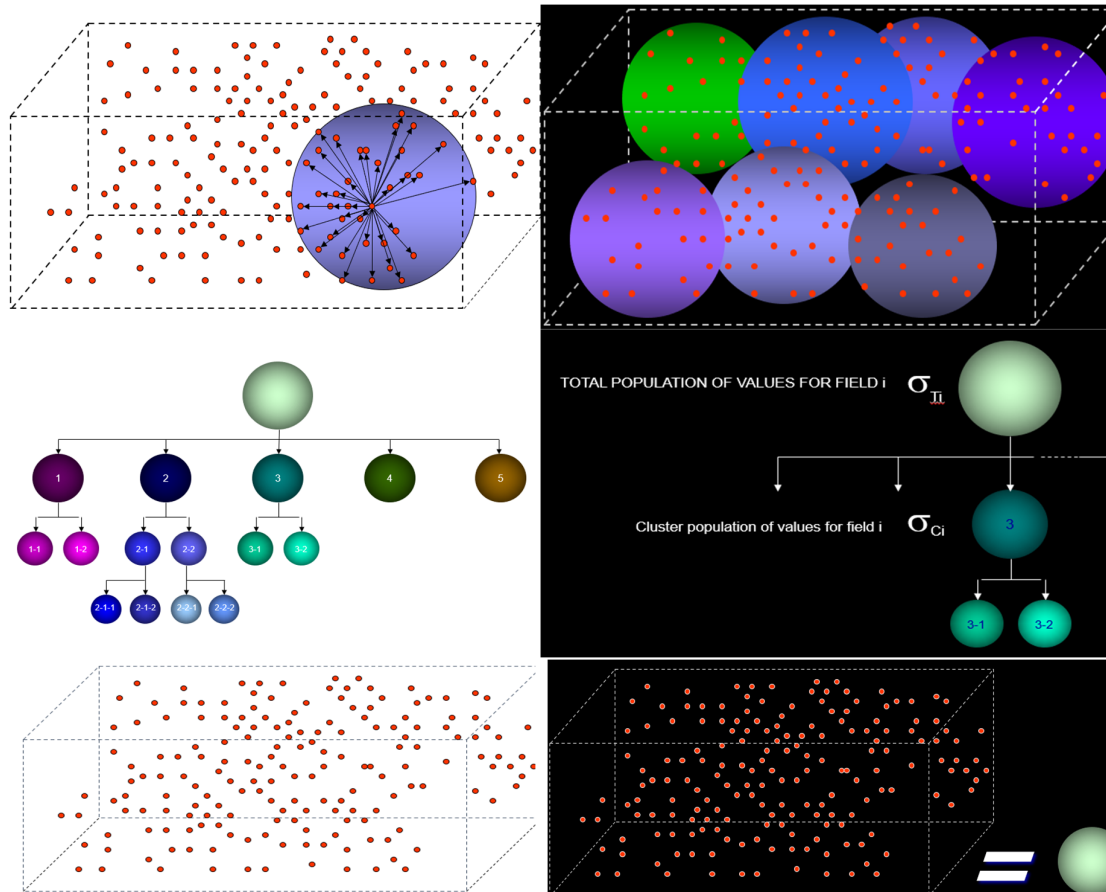 TOTAL POPULATION OF VALUES FOR FIELD i σTi
1 2 3 4 5
Cluster population of values for field i σCi 3
1-1 1-2 2-1 2-2 3-1 3-2
2-1-1 2-1-2 2-2-1 2-2-2
3-1 3-2